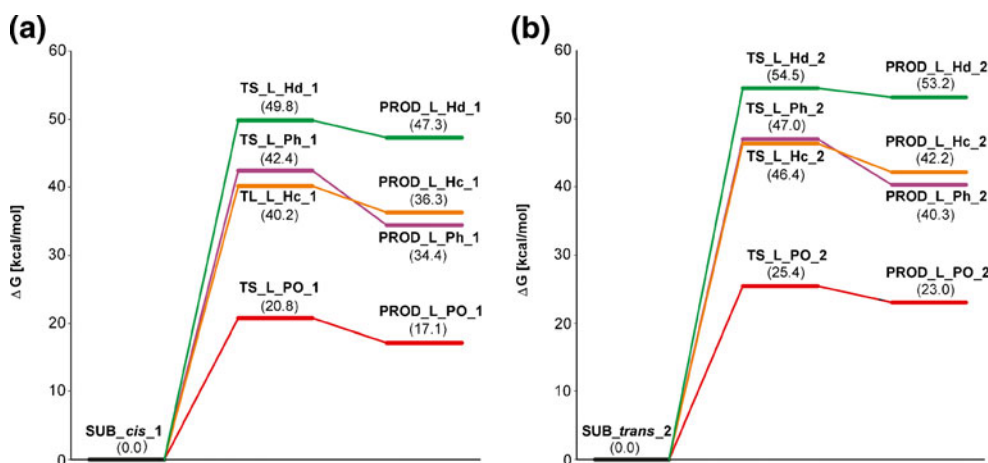 (a)
60
50
40
30
20
10
0
Δ G [kcal/mol]
TS_L_Hd_1
(49.8)
PROD_L_Hd_1
(47.3)
TS_L_Ph_1
(42.4)
TL_L_Hc_1
(40.2)
PROD_L_Hc_1
(36.3)
PROD_L_Ph_1
(34.4)
TS_L_PO_1
(20.8)
PROD_L_PO_1
(17.1)
SUB_cis_1
(0.0)
(b)
60
50
40
30
20
10
0
Δ G [kcal/mol]
TS_L_Hd_2
(54.5)
PROD_L_Hd_2
(53.2)
TS_L_Ph_2
(47.0)
TS_L_Hc_2
(46.4)
PROD_L_Hc_2
(42.2)
PROD_L_Ph_2
(40.3)
TS_L_PO_2
(25.4)
PROD_L_PO_2
(23.0)
SUB_trans_2
(0.0)